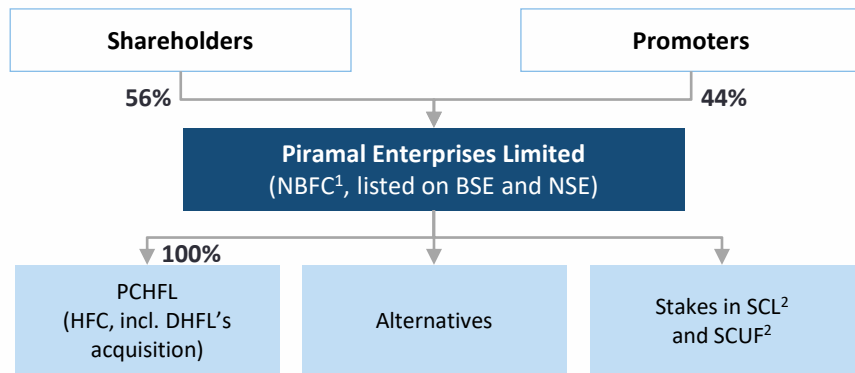 Shareholders
Promoters
56%
44%
Piramal Enterprises Limited
(NBFC¹, listed on BSE and NSE)
100%
PCHFL
(HFC, incl. DHFL’s
acquisition)
Alternatives
Stakes in SCL²
and SCUF²